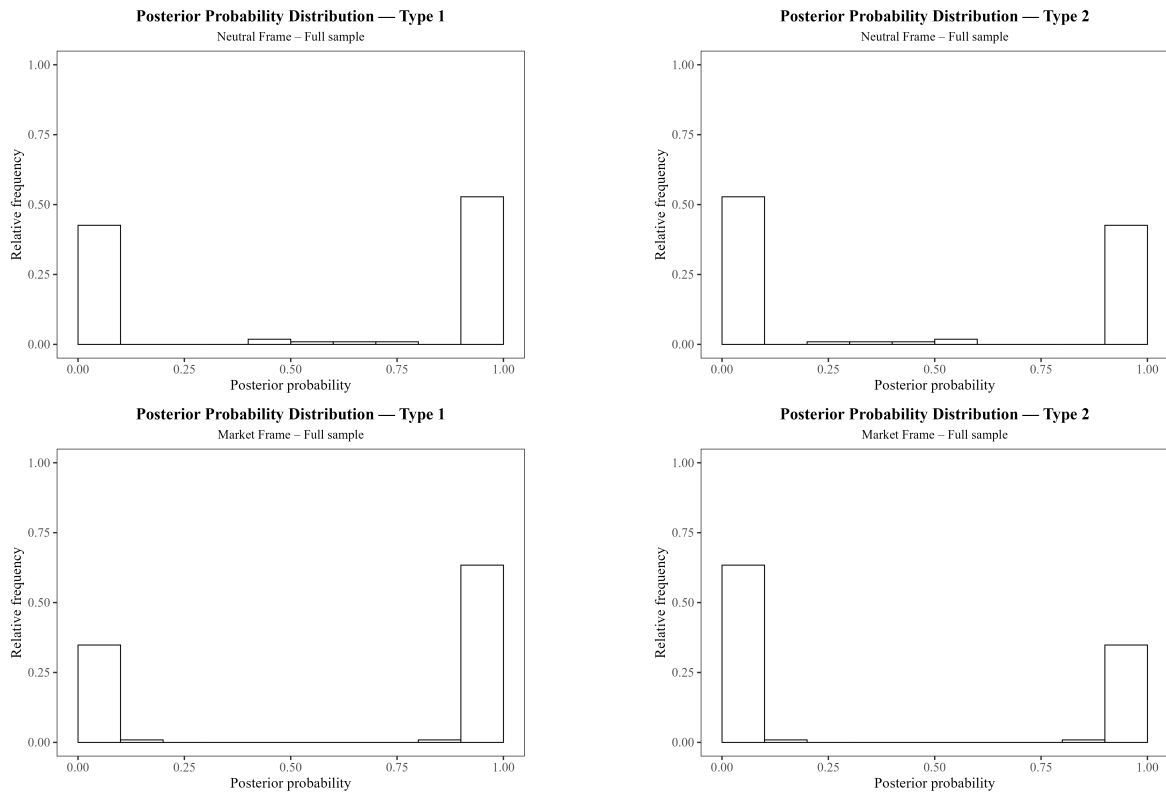 Posterior Probability Distribution — Type 1
Neutral Frame – Full sample
1.00
0.75
0.50
0.25
0.00
Relative frequency
0.00 0.25 0.50 0.75 1.00
Posterior probability
Posterior Probability Distribution — Type 2
Neutral Frame – Full sample
1.00
0.75
0.50
0.25
0.00
Relative frequency
0.00 0.25 0.50 0.75 1.00
Posterior probability
Posterior Probability Distribution — Type 1
Market Frame – Full sample
1.00
0.75
0.50
0.25
0.00
Relative frequency
0.00 0.25 0.50 0.75 1.00
Posterior probability
Posterior Probability Distribution — Type 2
Market Frame – Full sample
1.00
0.75
0.50
0.25
0.00
Relative frequency
0.00 0.25 0.50 0.75 1.00
Posterior probability